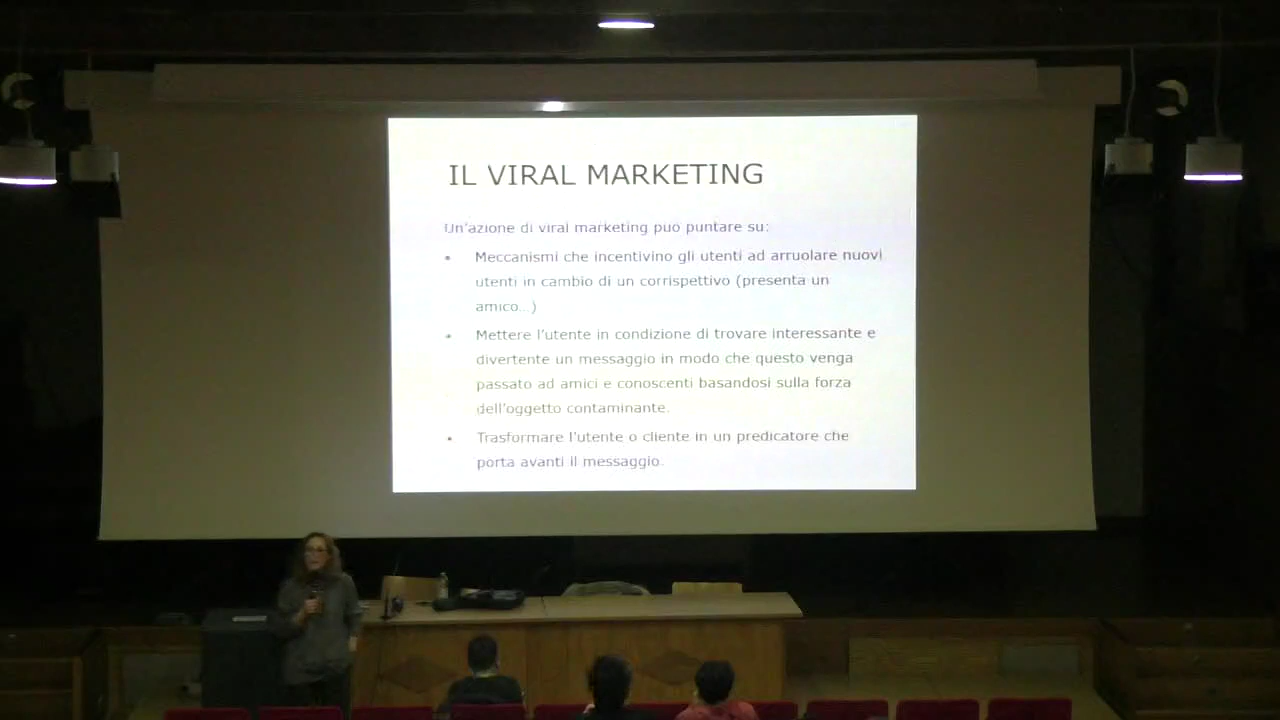 IL VIRAL MARKETING
Un'azione di viral marketing può puntare su:
• Meccanismi che incentivino gli utenti ad arruolare nuovi
utenti in cambio di un corrispettivo (presenta un
amico...)
• Mettere l'utente in condizione di trovare interessante e
divertente un messaggio in modo che questo venga
passato ad amici e conoscenti basandosi sulla forza
dell'oggetto contaminante.
• Trasformare l'utente o cliente in un predicatore che
porta avanti il messaggio.